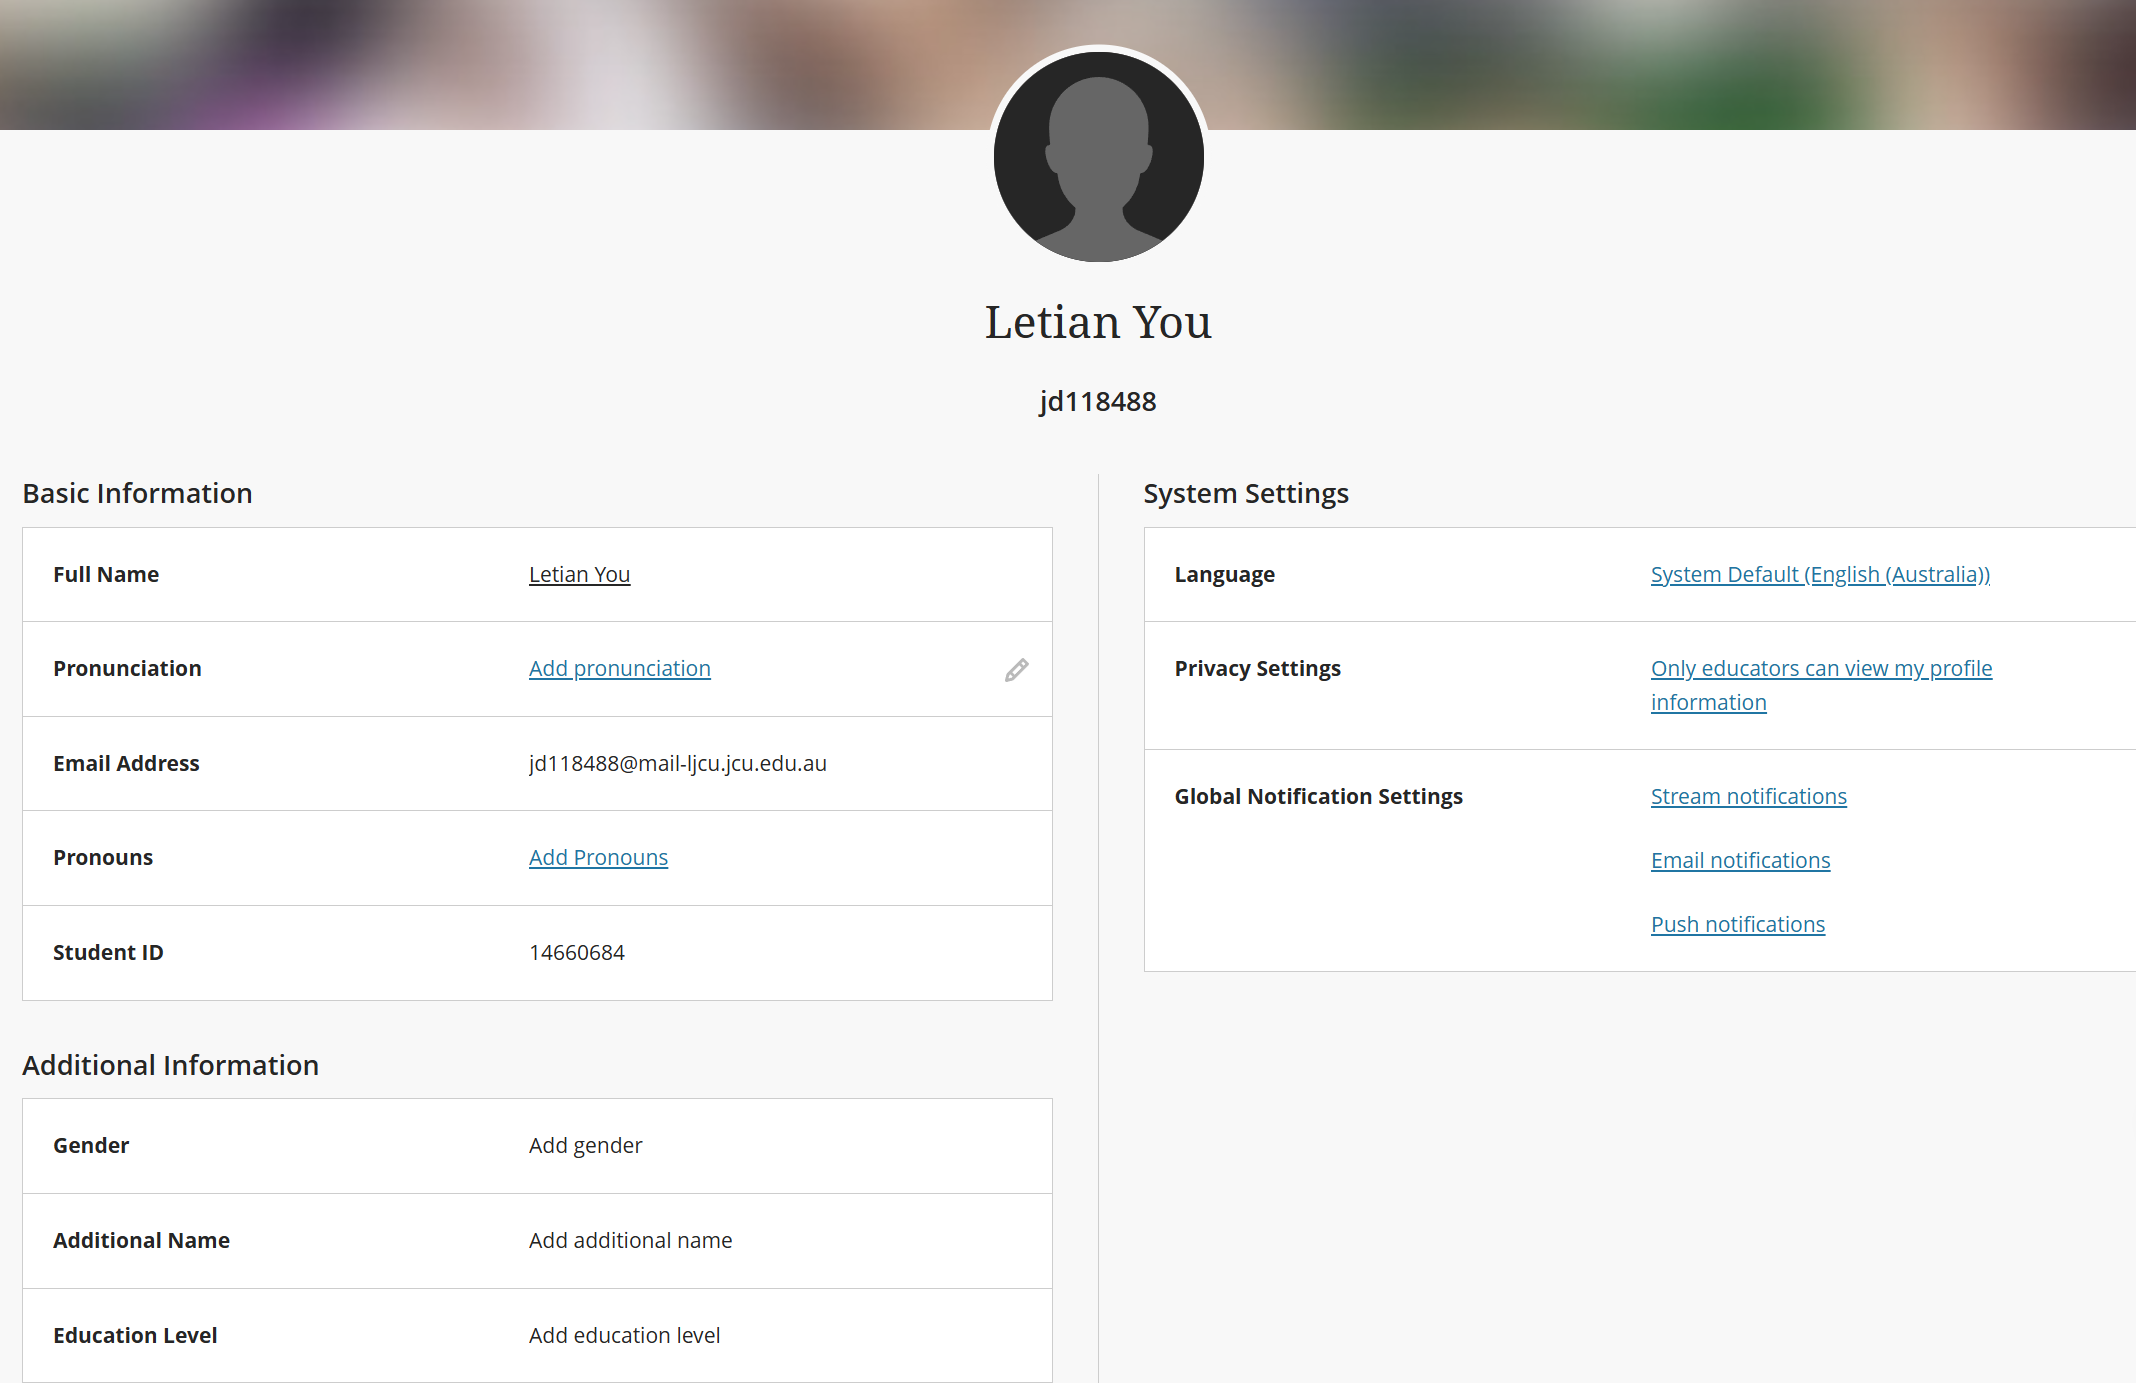 Letian You
jd118488
Basic Information
Full Name
Letian You
Pronunciation
Add pronunciation
Email Address
jd118488@mail-ljcu.jcu.edu.au
Pronouns
Add Pronouns
Student ID
14660684
Additional Information
Gender
Add gender
Additional Name
Add additional name
Education Level
Add education level
System Settings
Language
System Default (English (Australia))
Privacy Settings
Only educators can view my profile
information
Global Notification Settings
Stream notifications
Email notifications
Push notifications